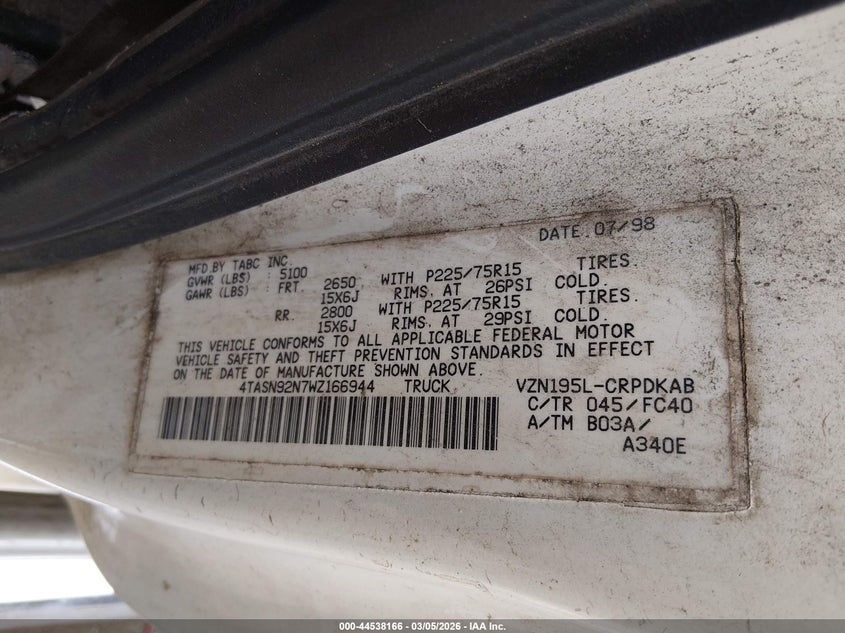 DATE. 07/98
MFD.BY TABC INC
GVWR (LBS) : 5100
GAWR (LBS) : FRT 2650 WITH P225/75R15 TIRES.
15X6J RIMS. AT 26PSI COLD.
RR. 2800 WITH P225/75R15 TIRES.
15X6J RIMS. AT 29PSI COLD.
THIS VEHICLE CONFORMS TO ALL APPLICABLE FEDERAL MOTOR
VEHICLE SAFETY AND THEFT PREVENTION STANDARDS IN EFFECT
ON THE DATE OF MANUFACTURE SHOWN ABOVE.
4TASN92N7WZ166944 TRUCK VZN195L-CRPDKAB
C/TR 045/FC40
A/TM B03A/
A340E
000-44538166 - 03/05/2026 - IAA Inc.